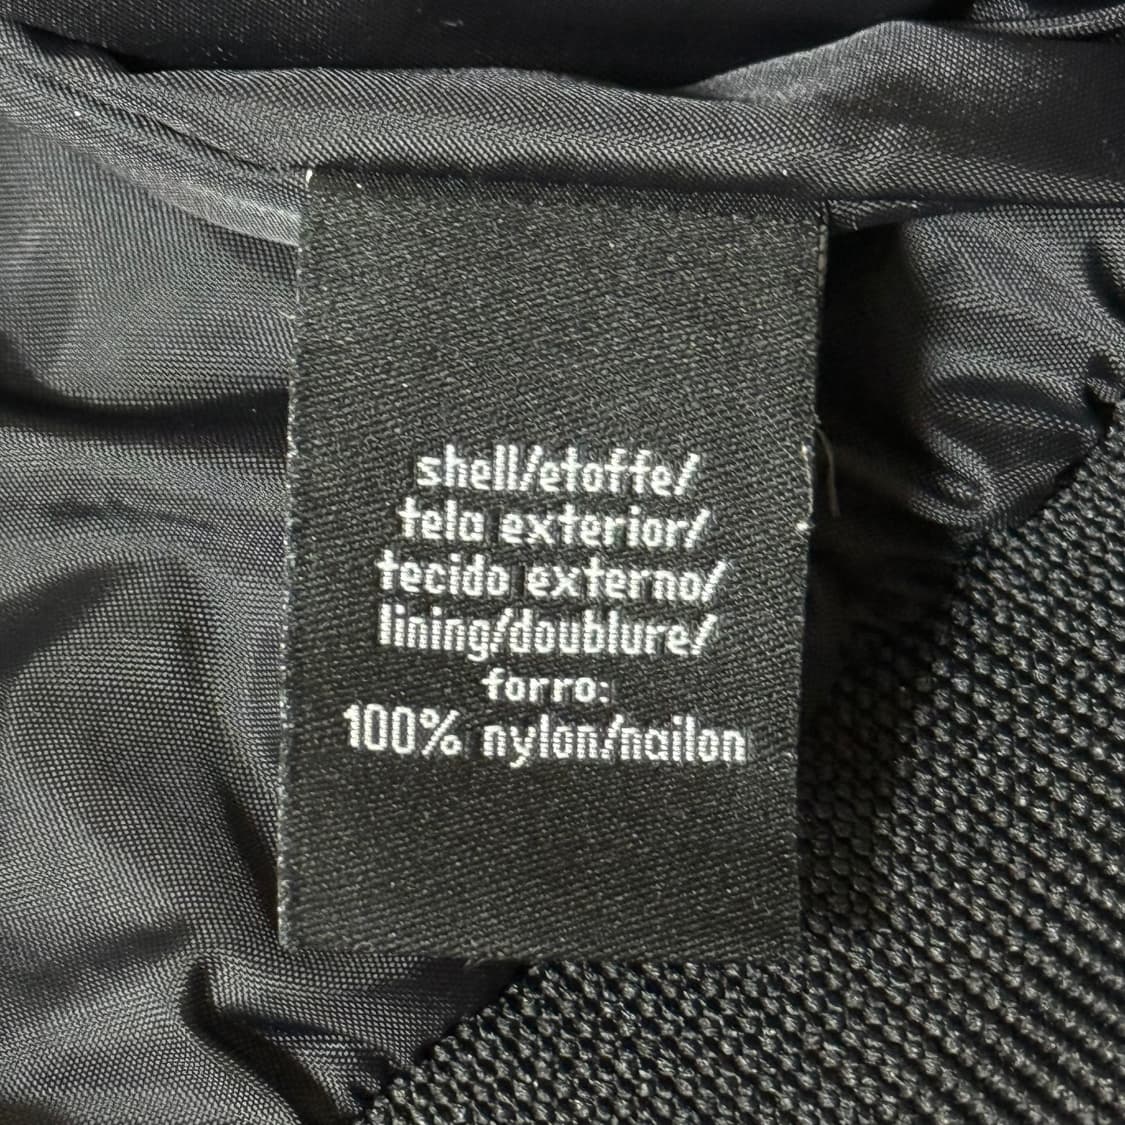 shell/etoffe/
tela exterior/
tecido externo/
lining/doublure/
forro:
100% nylon/nailon